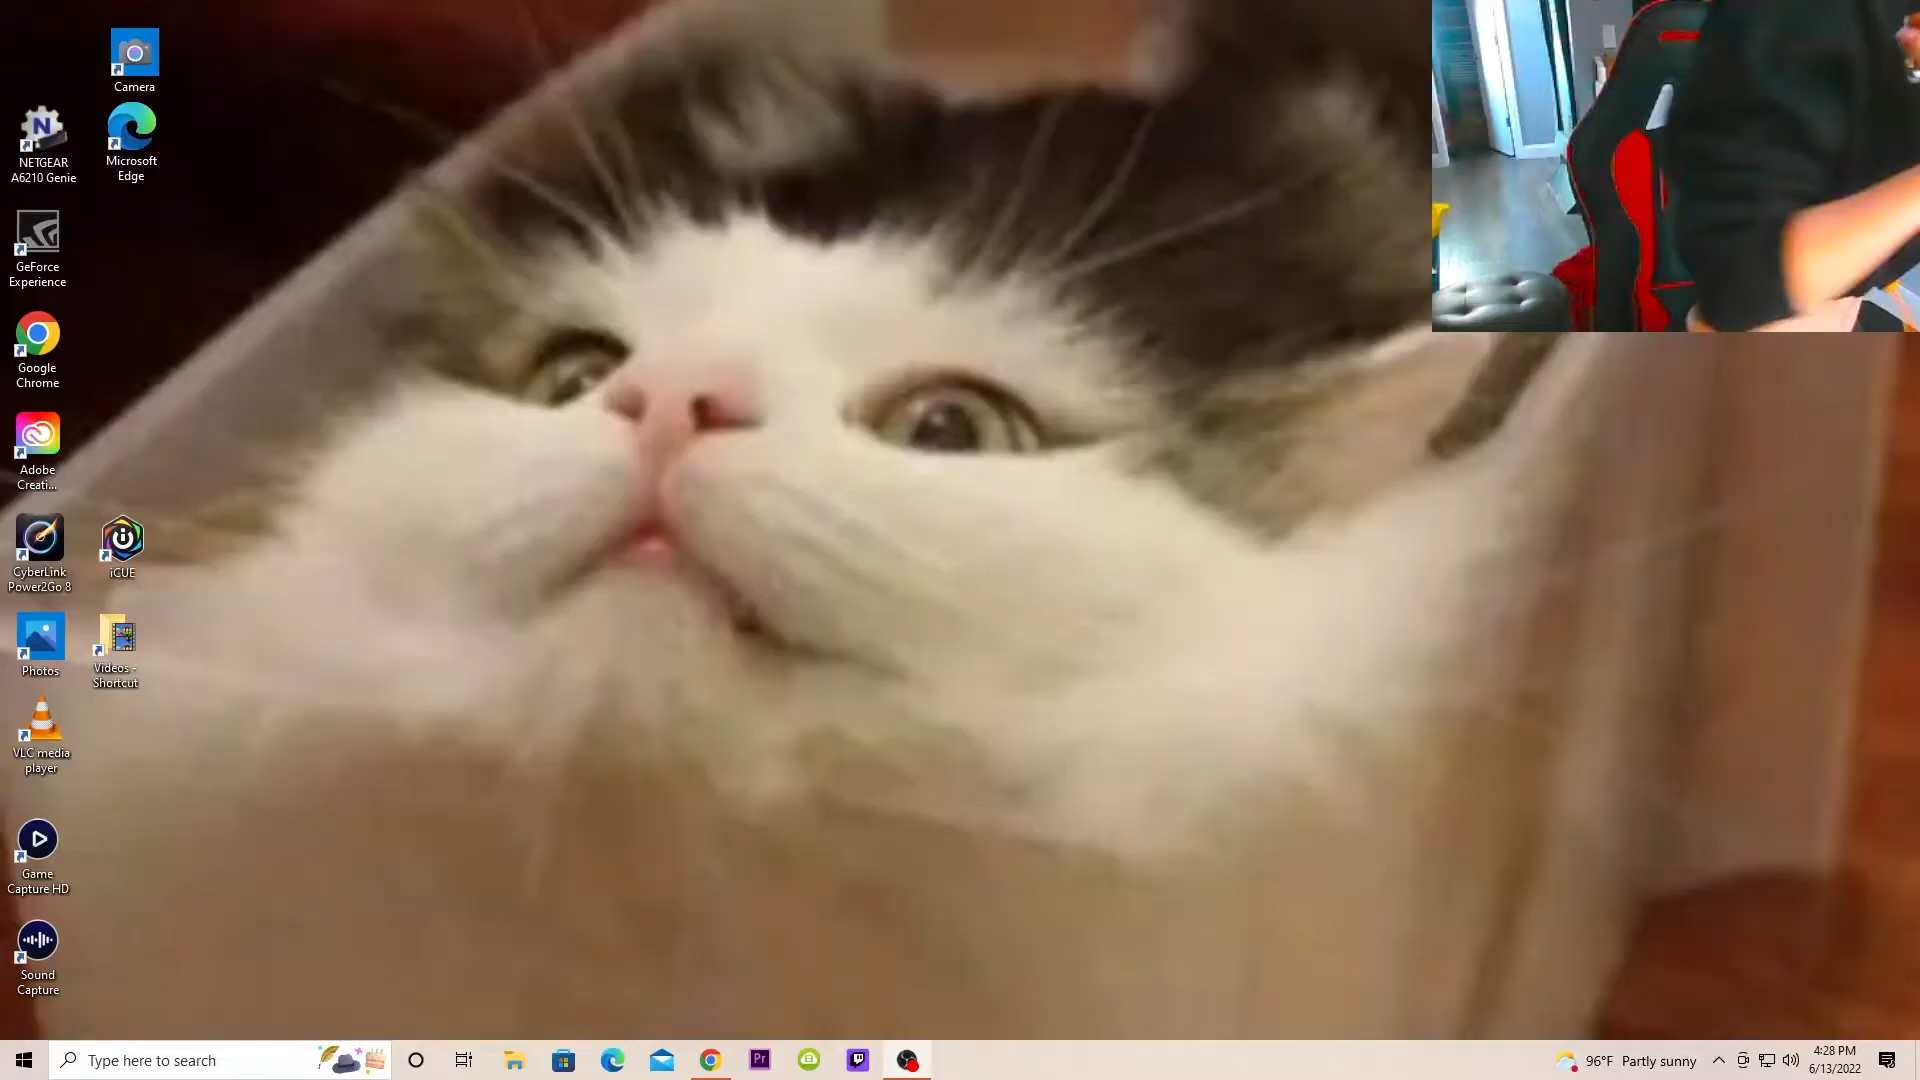 Camera
NETGEAR
A6210 Genie
Microsoft
Edge
GeForce
Experience
Google
Chrome
Adobe
Creati...
CyberLink
Power2Go 8
iCUE
Photos
Videos -
Shortcut
VLC media
player
Game
Capture HD
Sound
Capture
Type here to search
Pr
96°F Partly sunny
4:28 PM
6/13/2022